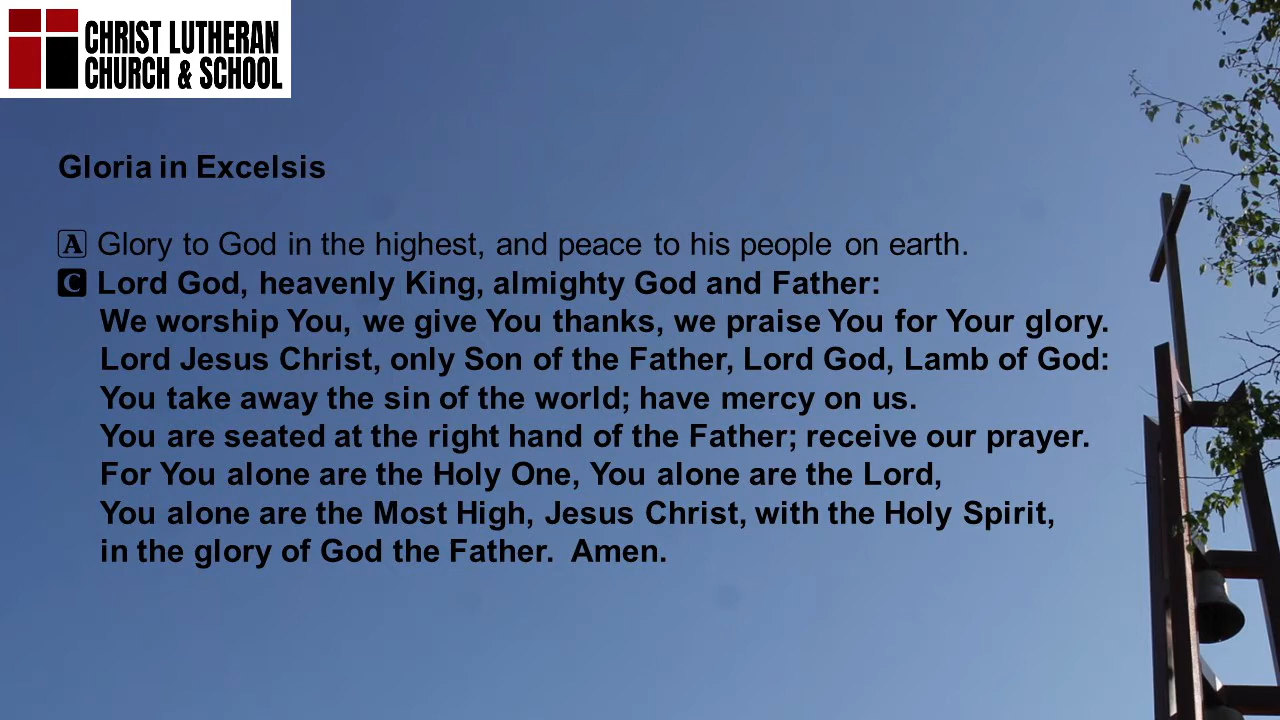 CHRIST LUTHERAN
CHURCH & SCHOOL
Gloria in Excelsis
A Glory to God in the highest, and peace to his people on earth.
C Lord God, heavenly King, almighty God and Father:
We worship You, we give You thanks, we praise You for Your glory.
Lord Jesus Christ, only Son of the Father, Lord God, Lamb of God:
You take away the sin of the world; have mercy on us.
You are seated at the right hand of the Father; receive our prayer.
For You alone are the Holy One, You alone are the Lord,
You alone are the Most High, Jesus Christ, with the Holy Spirit,
in the glory of God the Father.  Amen.